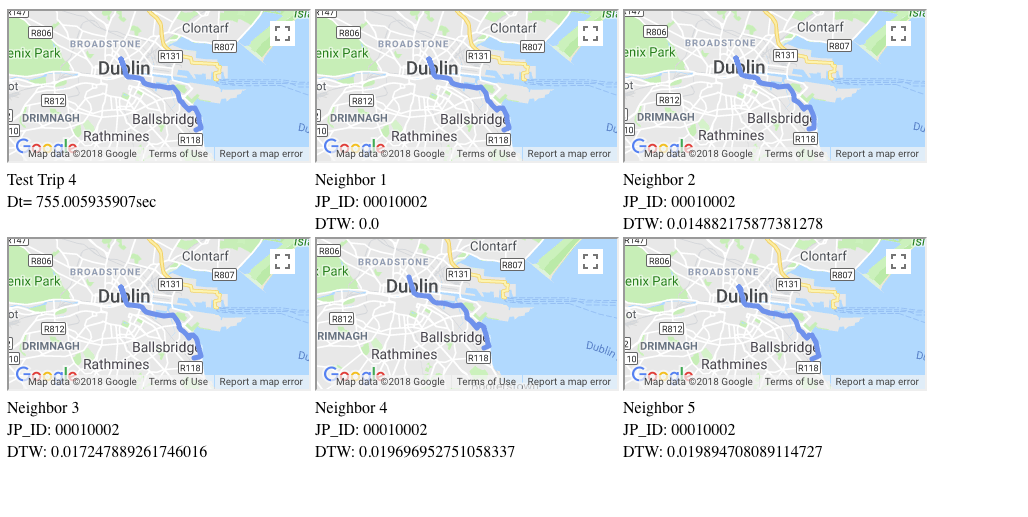 R147
R806
enix Park
BROADSTONE
Clontarf
R807
R131
Dublin
ot
R812
DRIMNAGH
10
Ballsbridge
Rathmines
R118
Du
Google
Map data ©2018 Google Terms of Use Report a map error
Test Trip 4
Dt= 755.005935907sec
R147
R806
enix Park
BROADSTONE
Clontarf
R807
R131
Dublin
ot
R812
DRIMNAGH
10
Ballsbridge
Rathmines
R118
Du
Google
Map data ©2018 Google Terms of Use Report a map error
Neighbor 1
JP_ID: 00010002
DTW: 0.0
R147
R806
enix Park
BROADSTONE
Clontarf
R807
R131
Dublin
ot
R812
DRIMNAGH
10
Ballsbridge
Rathmines
R118
Du
Google
Map data ©2018 Google Terms of Use Report a map error
Neighbor 2
JP_ID: 00010002
DTW: 0.014882175877381278
R147
R806
enix Park
BROADSTONE
Clontarf
R807
R131
Dublin
ot
R812
DRIMNAGH
10
Ballsbridge
Rathmines
R118
Du
Google
Map data ©2018 Google Terms of Use Report a map error
Neighbor 3
JP_ID: 00010002
DTW: 0.017247889261746016
R806
x Park
BROADSTONE
Clontarf
R807
R131
Dublin
R812
RIMNAGH
Ballsbridge
Rathmines
R118
Dublin
Google
Map data ©2018 Google Terms of Use Report a map error
Neighbor 4
JP_ID: 00010002
DTW: 0.019696952751058337
R147
R806
enix Park
BROADSTONE
Clontarf
R807
R131
Dublin
ot
R812
DRIMNAGH
10
Ballsbridge
Rathmines
R118
Du
Google
Map data ©2018 Google Terms of Use Report a map error
Neighbor 5
JP_ID: 00010002
DTW: 0.019894708089114727